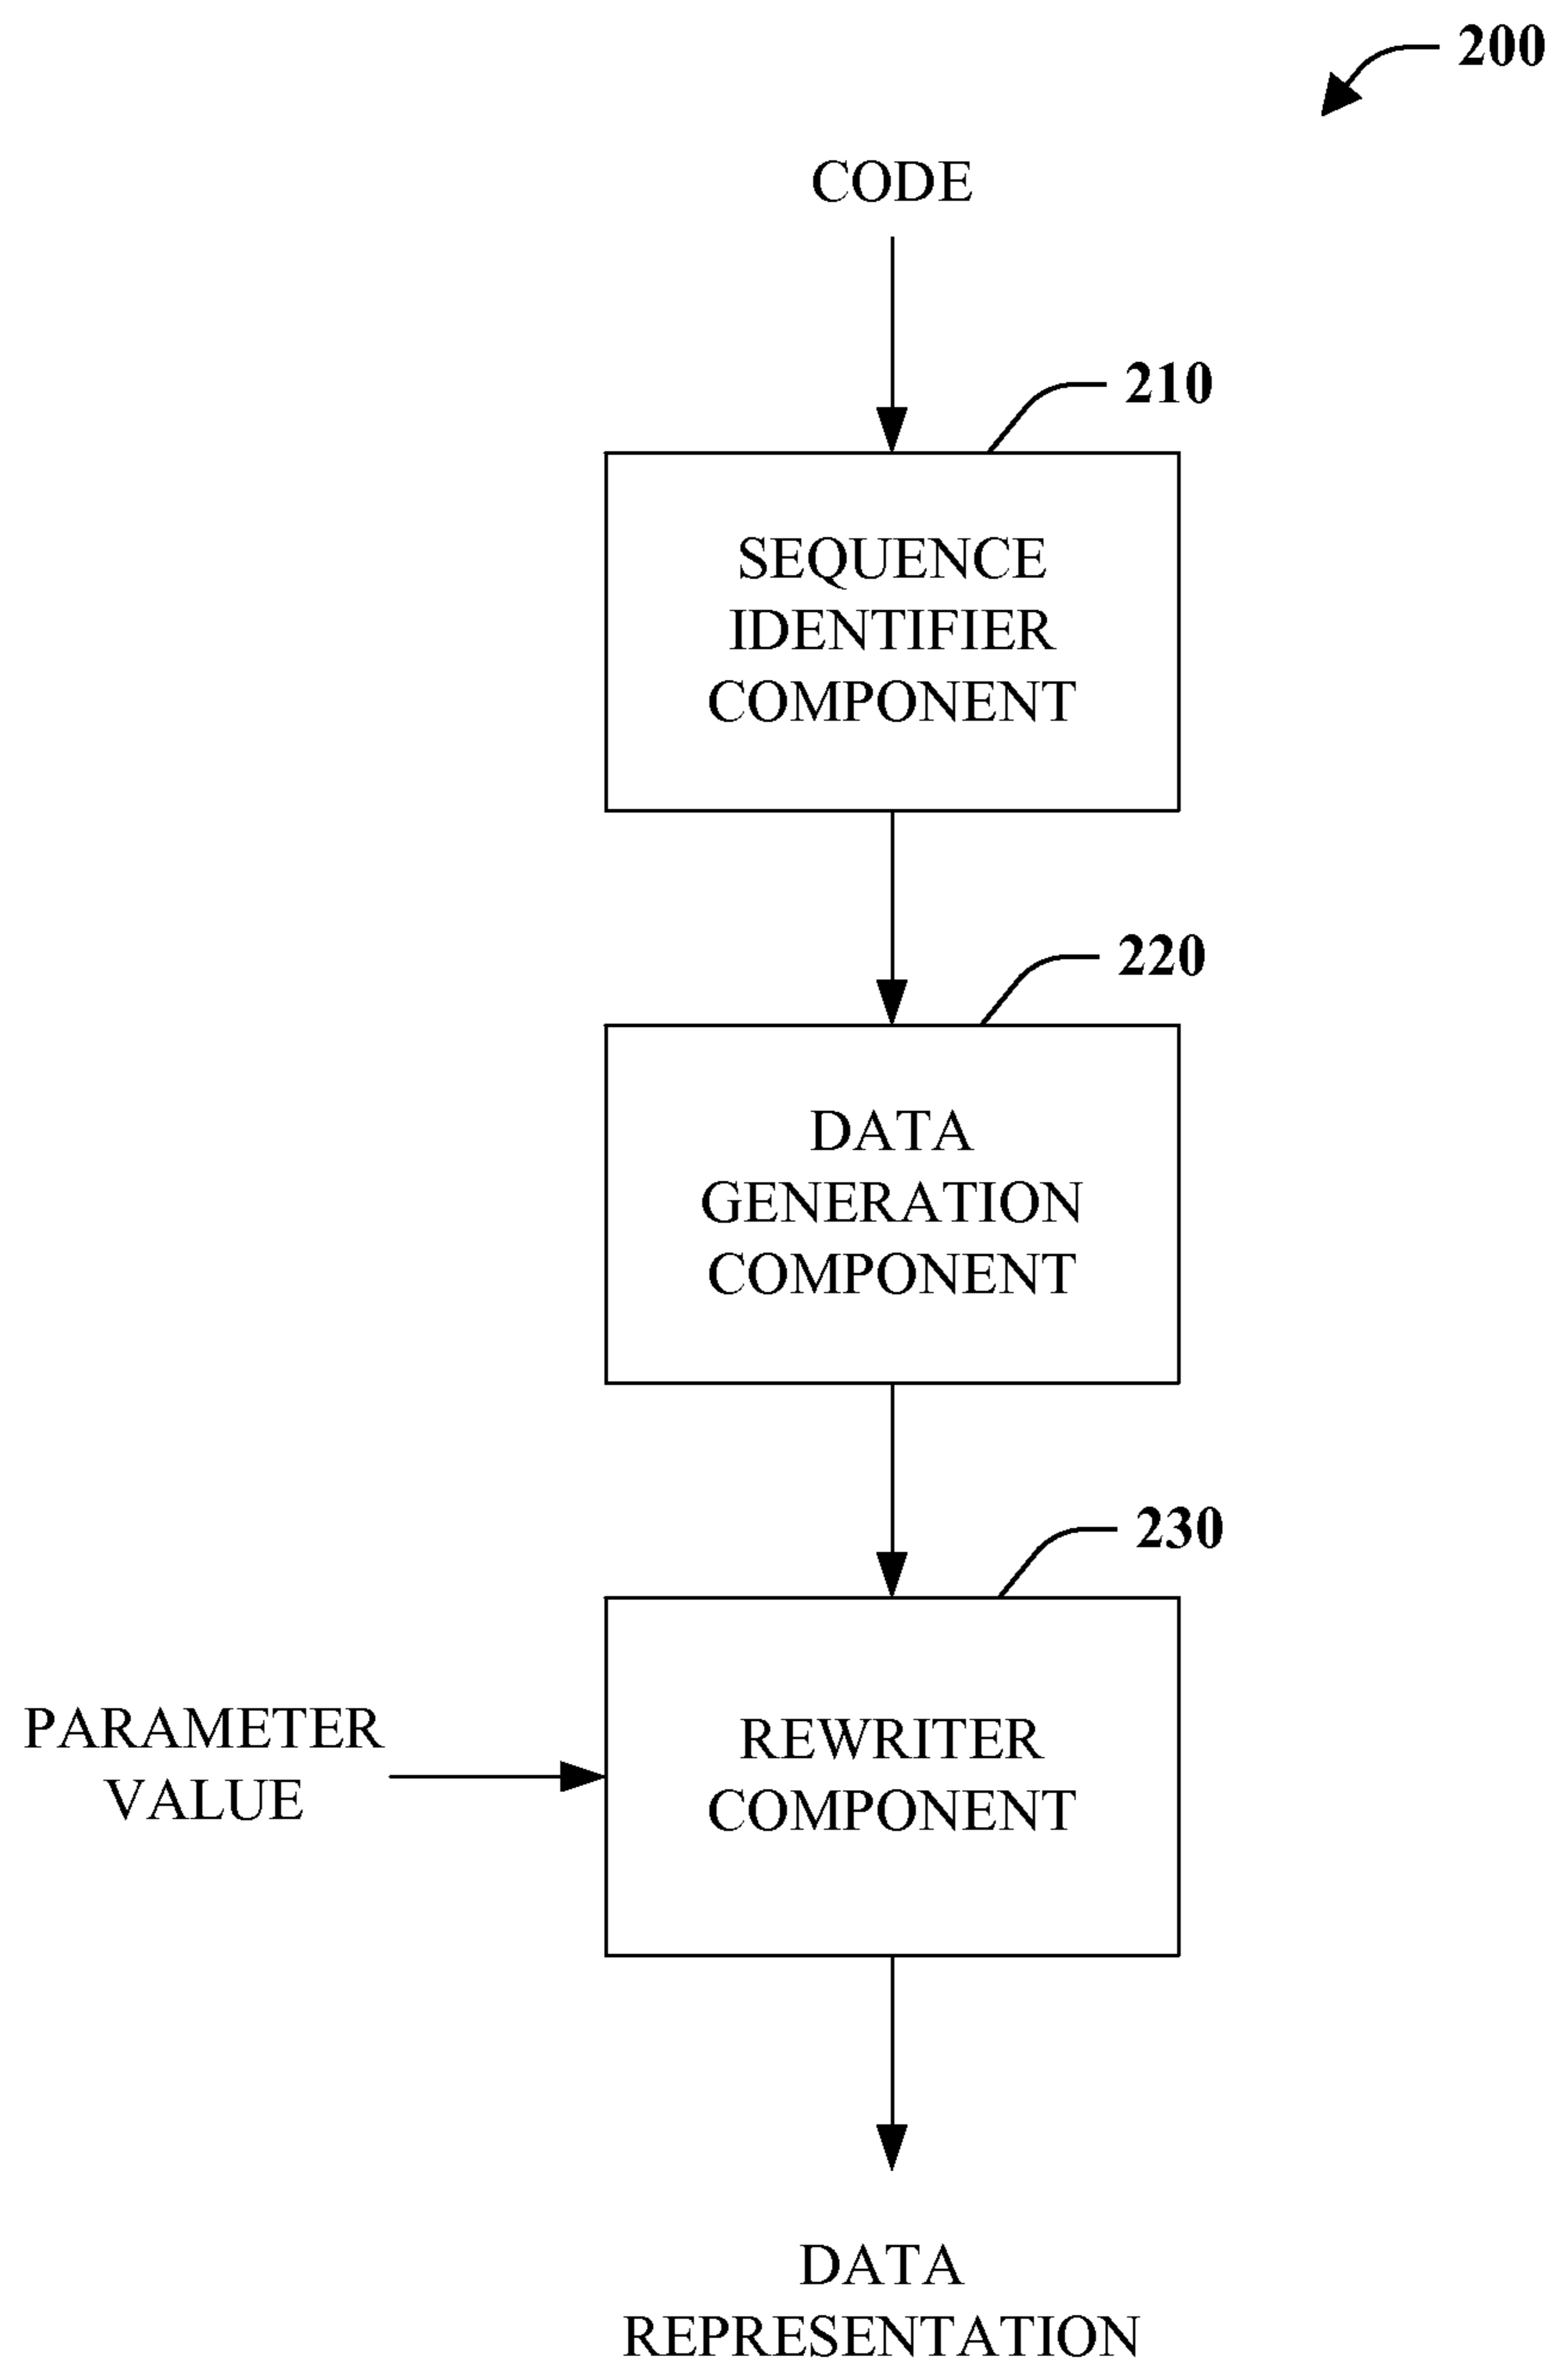 200
CODE
210
SEQUENCE
IDENTIFIER
COMPONENT
220
DATA
GENERATION
COMPONENT
230
PARAMETER
VALUE
REWRITER
COMPONENT
DATA
REPRESENTATION